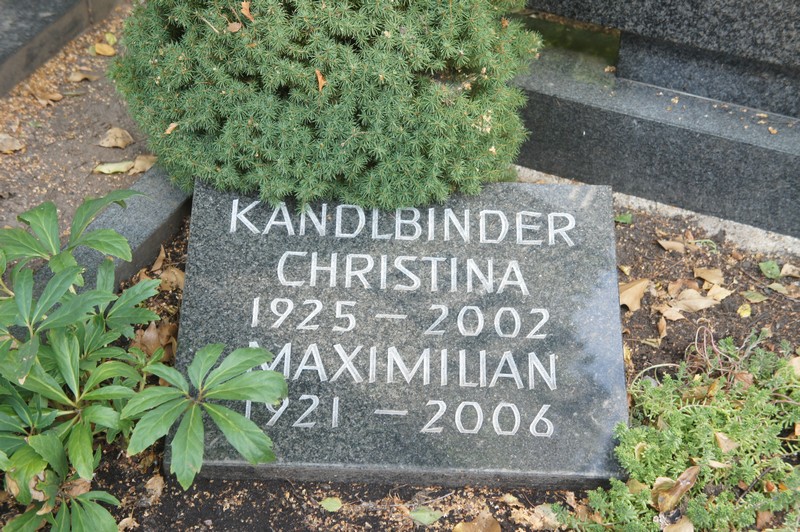 KANDLBINDER
CHRISTINA
1925 – 2002
MAXIMILIAN
1921 – 2006